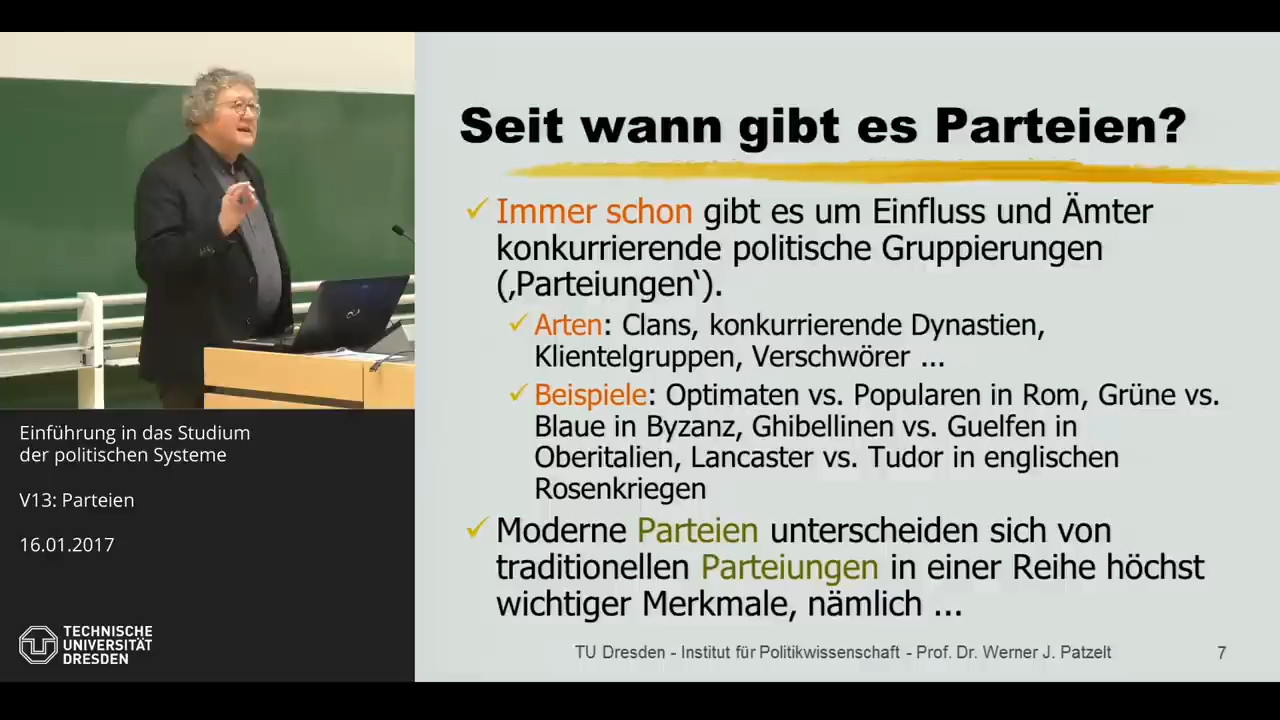 Seit wann gibt es Parteien?
Immer schon gibt es um Einfluss und Ämter
konkurrierende politische Gruppierungen
(‚Parteiungen‘).
Arten: Clans, konkurrierende Dynastien,
Klientelgruppen, Verschwörer ...
Beispiele: Optimaten vs. Popularen in Rom, Grüne vs.
Blaue in Byzanz, Ghibellinen vs. Guelfen in
Oberitalien, Lancaster vs. Tudor in englischen
Rosenkriegen
Moderne Parteien unterscheiden sich von
traditionellen Parteiungen in einer Reihe höchst
wichtiger Merkmale, nämlich ...
TU Dresden - Institut für Politikwissenschaft - Prof. Dr. Werner J. Patzelt
7
Einführung in das Studium
der politischen Systeme
V13: Parteien
16.01.2017
TECHNISCHE
UNIVERSITÄT
DRESDEN